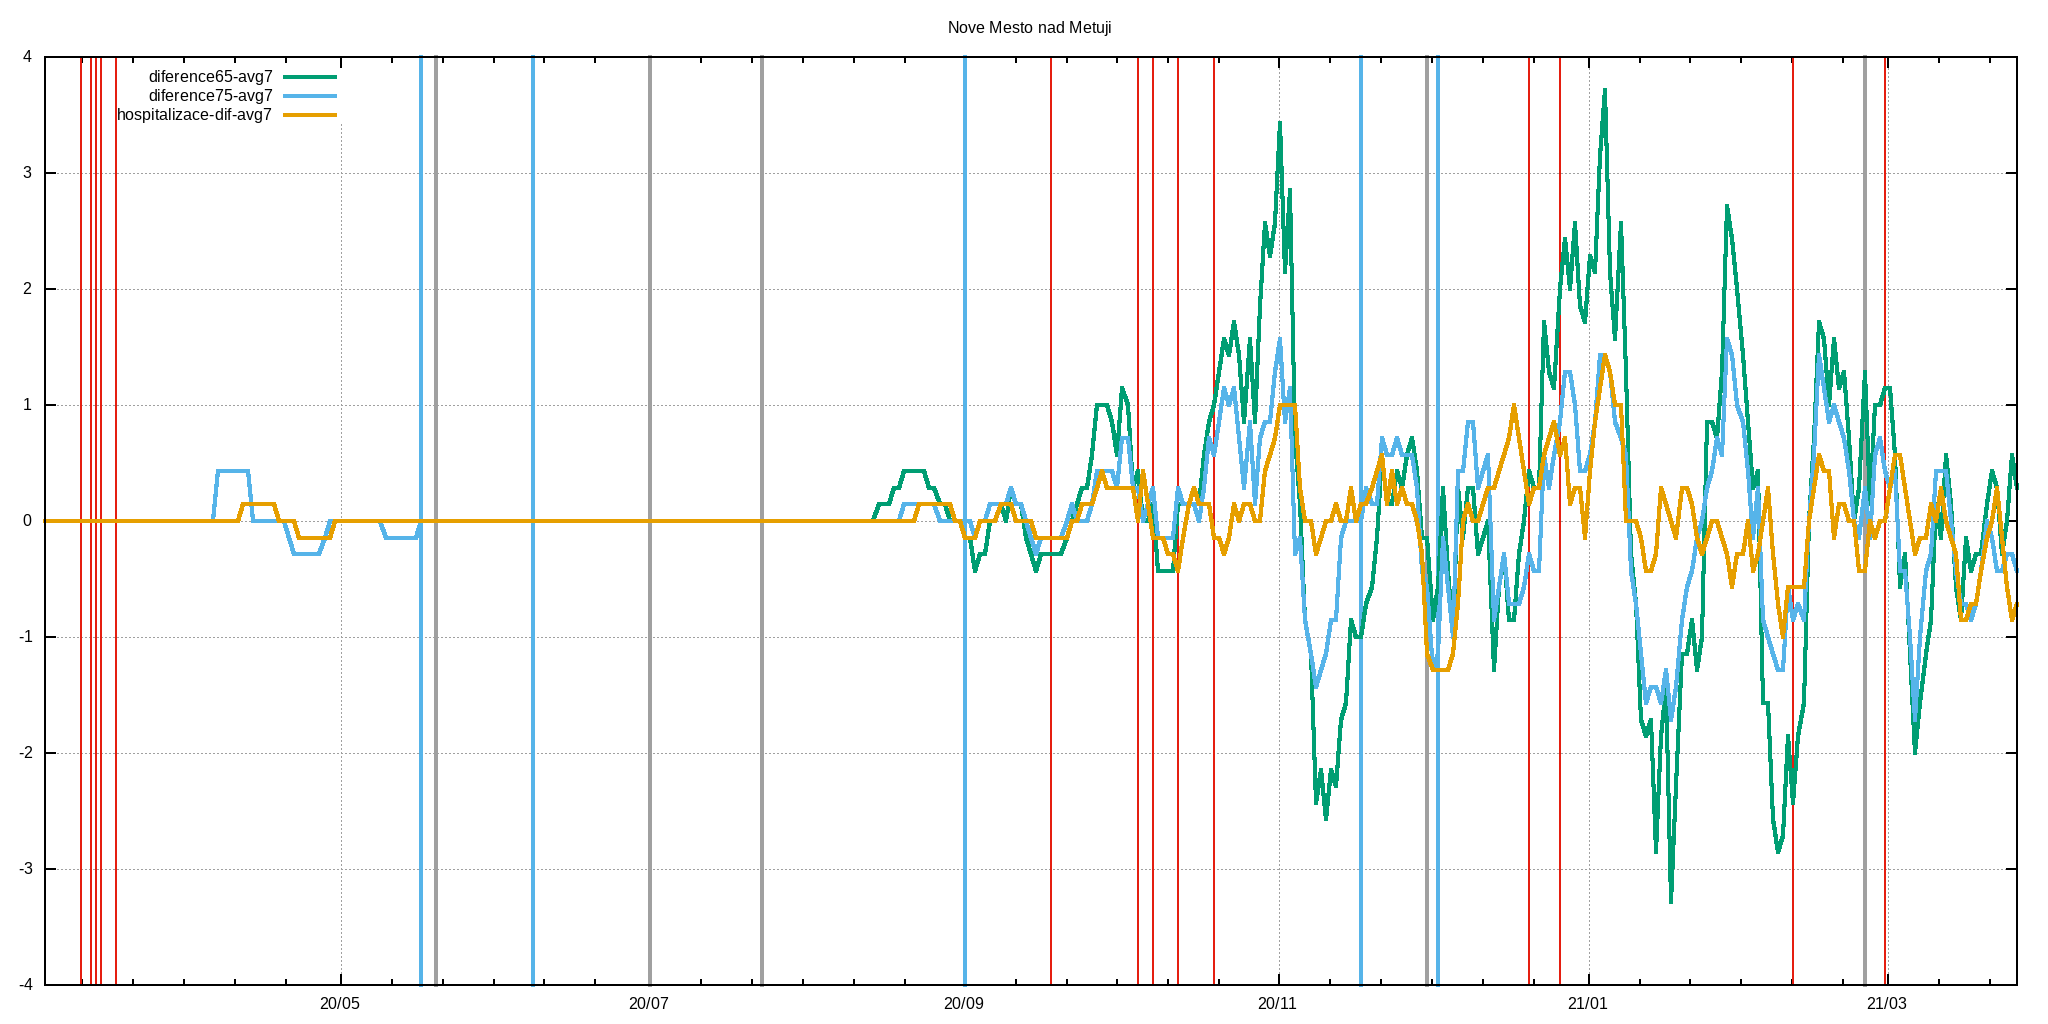 Nove Mesto nad Metuji
4
diference65-avg7
diference75-avg7
hospitalizace-dif-avg7
3
2
1
0
-1
-2
-3
-4
20/05 20/07 20/09 20/11 21/01 21/03